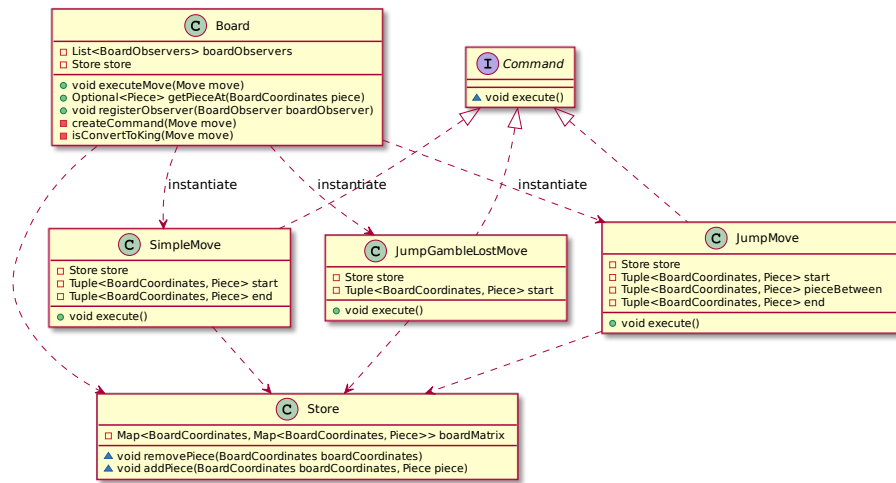 C Board
List<BoardObservers> boardObservers
Store store
void executeMove(Move move)
Optional<Piece> getPieceAt(BoardCoordinates piece)
void registerObserver(BoardObserver boardObserver)
createCommand(Move move)
isConvertToKing(Move move)
I Command
void execute()
instantiate
instantiate
instantiate
C SimpleMove
Store store
Tuple<BoardCoordinates, Piece> start
Tuple<BoardCoordinates, Piece> end
void execute()
C JumpGambleLostMove
Store store
Tuple<BoardCoordinates, Piece> start
void execute()
C JumpMove
Store store
Tuple<BoardCoordinates, Piece> start
Tuple<BoardCoordinates, Piece> pieceBetween
Tuple<BoardCoordinates, Piece> end
void execute()
C Store
Map<BoardCoordinates, Map<BoardCoordinates, Piece>> boardMatrix
void removePiece(BoardCoordinates boardCoordinates)
void addPiece(BoardCoordinates boardCoordinates, Piece piece)